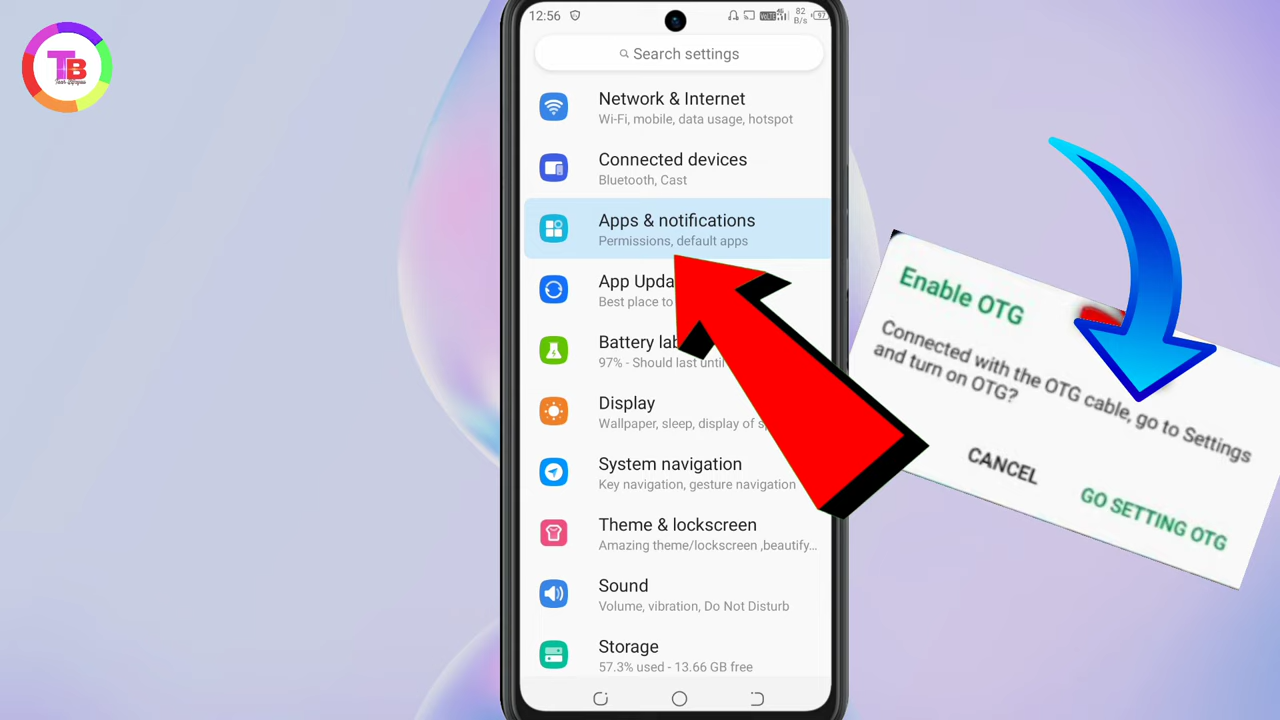 TB
12:56
82
B/s
97
Search settings
Network & Internet
Wi-Fi, mobile, data usage, hotspot
Connected devices
Bluetooth, Cast
Apps & notifications
Permissions, default apps
App Upda
Best place to
Battery lab
97% - Should last until
Display
Wallpaper, sleep, display of s
System navigation
Key navigation, gesture navigation
Theme & lockscreen
Amazing theme/lockscreen ,beautify...
Sound
Volume, vibration, Do Not Disturb
Storage
57.3% used - 13.66 GB free
Enable OTG
Connected with the OTG cable, go to Settings
and turn on OTG?
CANCEL
GO SETTING OTG